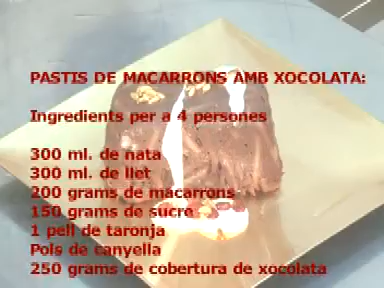 PASTIS DE MACARRONS AMB XOCOLATA:
Ingredients per a 4 persones
300 ml. de nata
300 ml. de llet
200 grams de macarrons
150 grams de sucre
1 pell de taronja
Pols de canyella
250 grams de cobertura de xocolata